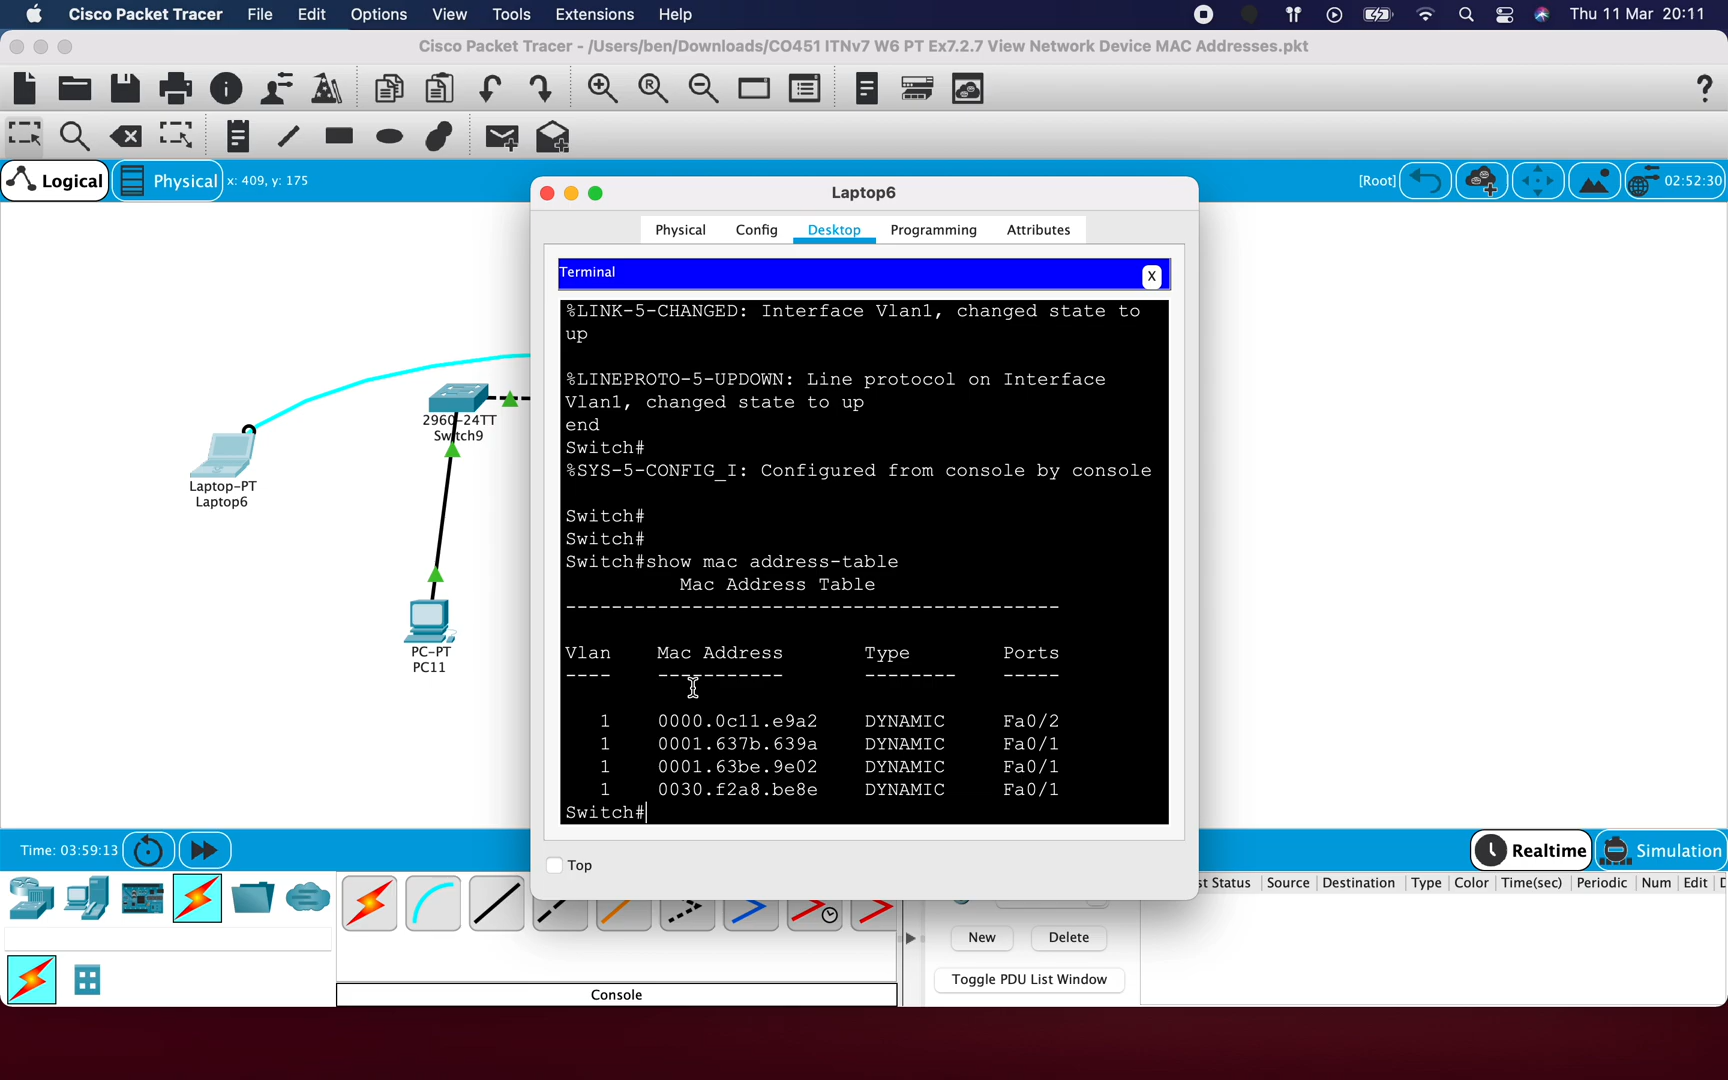 Cisco Packet Tracer File Edit Options View Tools Extensions Help Thu 11 Mar 20:11
Cisco Packet Tracer - /Users/ben/Downloads/CO451 ITNv7 W6 PT Ex7.2.7 View Network Device MAC Addresses.pkt
Logical Physical x: 409, y: 175 [Root] 02:52:30
Laptop6
Physical Config Desktop Programming Attributes
Terminal X
%LINK-5-CHANGED: Interface Vlan1, changed state to
up
%LINEPROTO-5-UPDOWN: Line protocol on Interface
Vlan1, changed state to up
end
Switch#
%SYS-5-CONFIG_I: Configured from console by console
Switch#
Switch#
Switch#show mac address-table
Mac Address Table
-------------------------------------------
Vlan Mac Address Type Ports
---- ----------- -------- -----
1 0000.0c11.e9a2 DYNAMIC Fa0/2
1 0001.637b.639a DYNAMIC Fa0/1
1 0001.63be.9e02 DYNAMIC Fa0/1
1 0030.f2a8.be8e DYNAMIC Fa0/1
Switch#
Top
2960-24TT
Switch9
Laptop-PT
Laptop6
PC-PT
PC11
Time: 03:59:13 Realtime Simulation
Status Source Destination Type Color Time(sec) Periodic Num Edit
New Delete
Toggle PDU List Window
Console